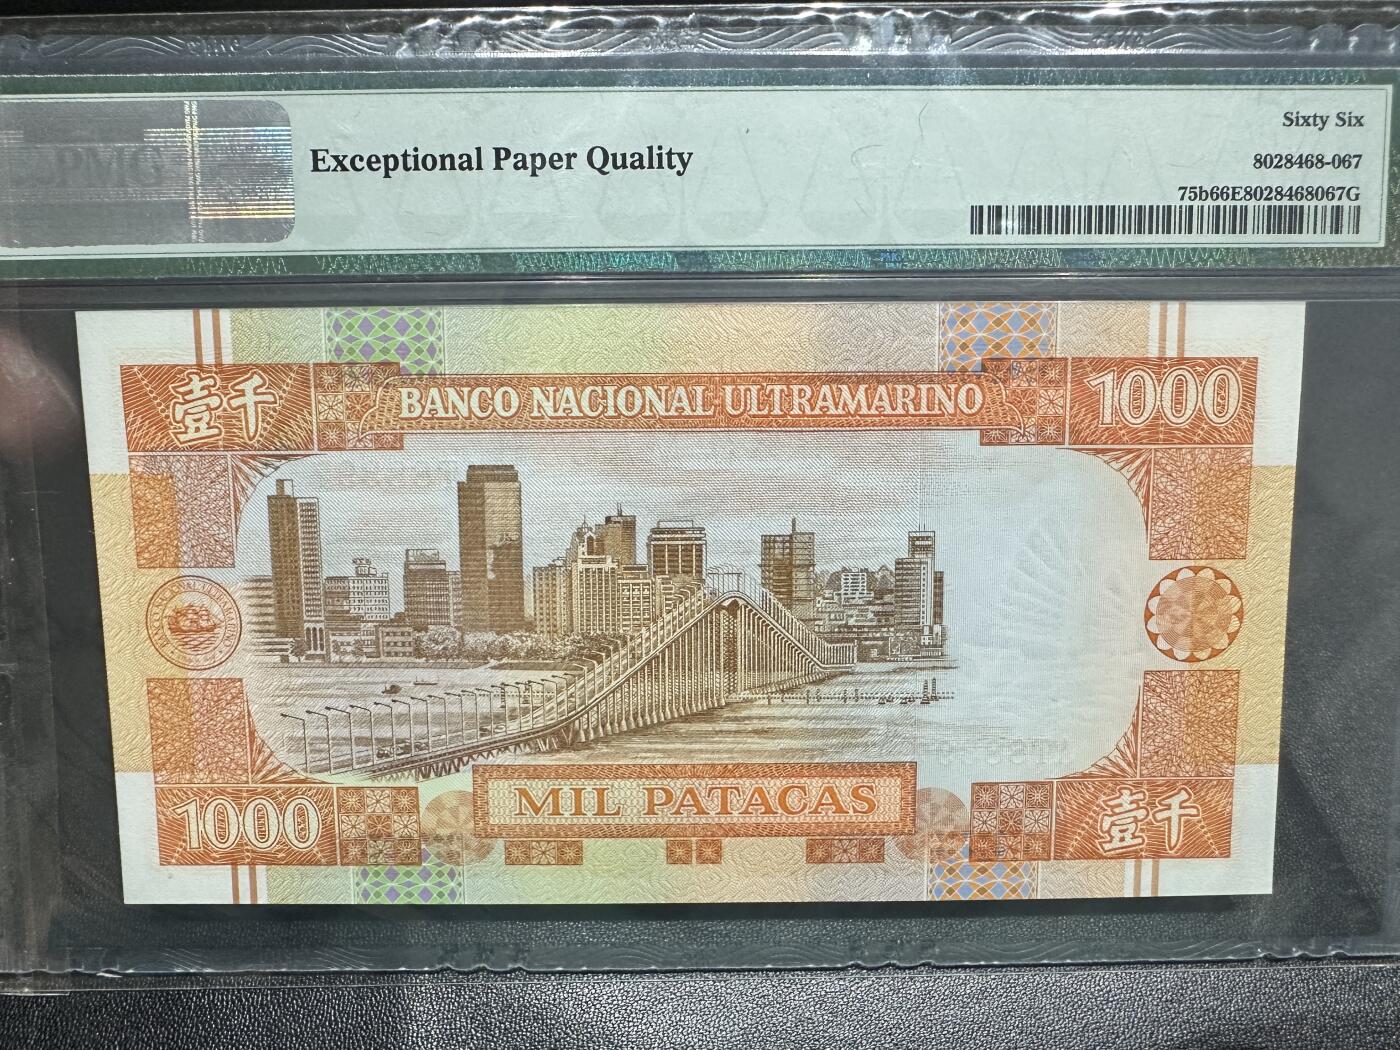 PMG
Exceptional Paper Quality
Sixty Six
8028468-067
75b66E8028468067G
壹千
BANCO NACIONAL ULTRAMARINO
1000
1000
MIL PATACAS
壹千